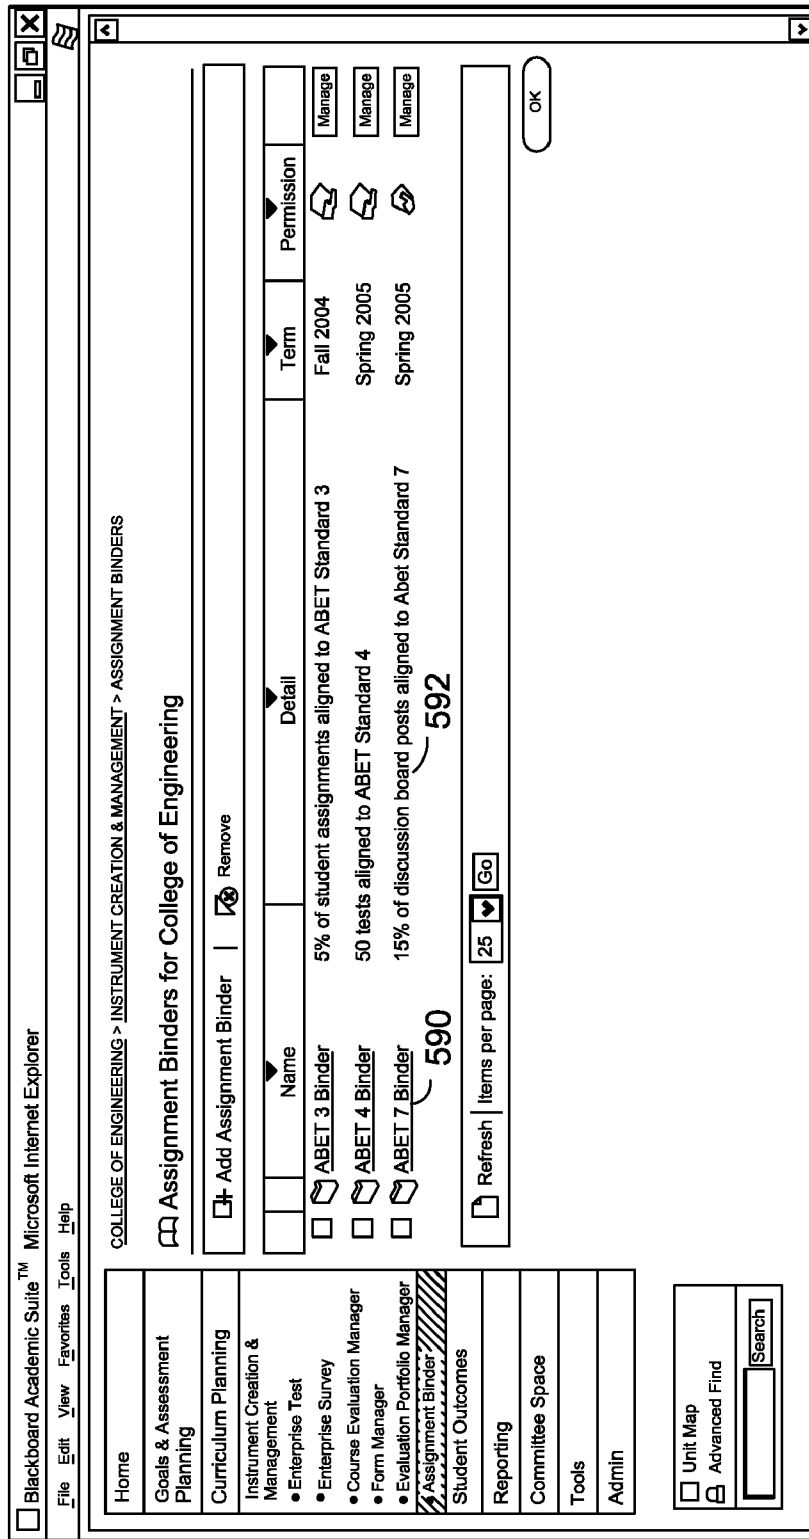 Blackboard Academic Suite™ Microsoft Internet Explorer
File Edit View Favorites Tools Help
Home
Goals & Assessment
Planning
Curriculum Planning
Instrument Creation &
Management
• Enterprise Test
• Enterprise Survey
• Course Evaluation Manager
• Form Manager
• Evaluation Portfolio Manager
• Assignment Binder
Student Outcomes
Reporting
Committee Space
Tools
Admin
Unit Map
Advanced Find
Search
COLLEGE OF ENGINEERING > INSTRUMENT CREATION & MANAGEMENT > ASSIGNMENT BINDERS
Assignment Binders for College of Engineering
Add Assignment Binder | Remove
Name Detail Term Permission
ABET 3 Binder 5% of student assignments aligned to ABET Standard 3 Fall 2004 Manage
ABET 4 Binder 50 tests aligned to ABET Standard 4 Spring 2005 Manage
ABET 7 Binder 15% of discussion board posts aligned to Abet Standard 7 Spring 2005 Manage
590 592
Refresh | Items per page: 25 Go
OK